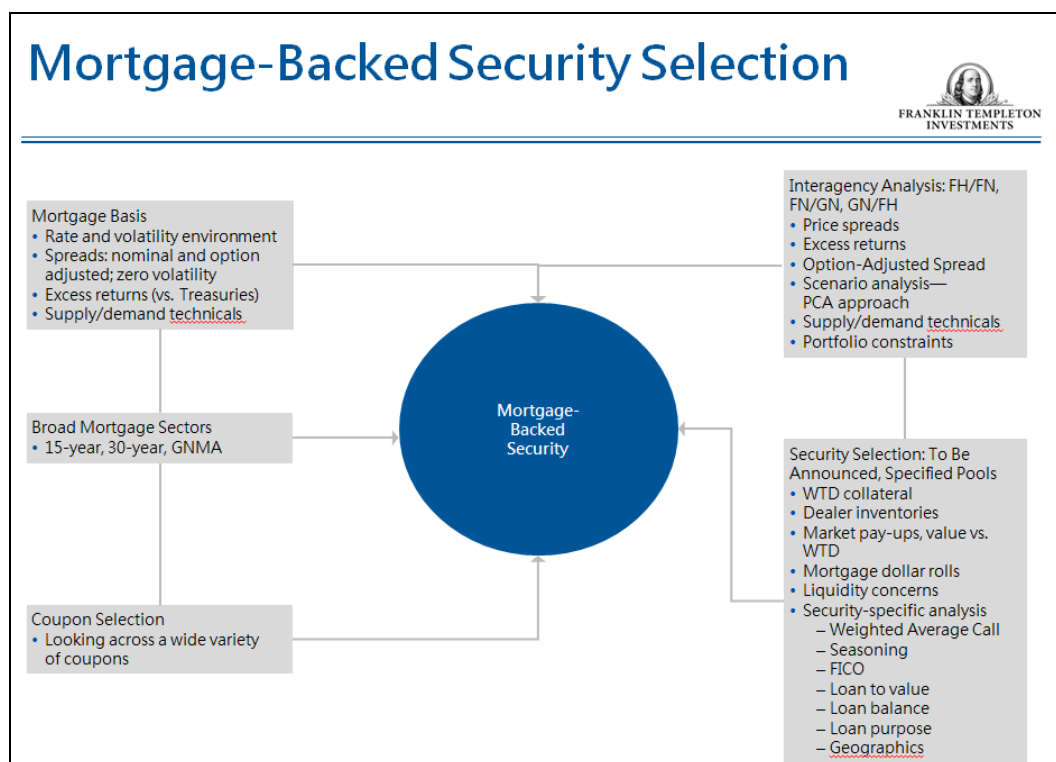 Mortgage-Backed Security Selection
FRANKLIN TEMPLETON
INVESTMENTS
Mortgage Basis
• Rate and volatility environment
• Spreads: nominal and option
adjusted; zero volatility
• Excess returns (vs. Treasuries)
• Supply/demand technicals
Broad Mortgage Sectors
• 15-year, 30-year, GNMA
Coupon Selection
• Looking across a wide variety
of coupons
Mortgage-
Backed
Security
Interagency Analysis: FH/FN,
FN/GN, GN/FH
• Price spreads
• Excess returns
• Option-Adjusted Spread
• Scenario analysis—
PCA approach
• Supply/demand technicals
• Portfolio constraints
Security Selection: To Be
Announced, Specified Pools
• WTD collateral
• Dealer inventories
• Market pay-ups, value vs.
WTD
• Mortgage dollar rolls
• Liquidity concerns
• Security-specific analysis
– Weighted Average Call
– Seasoning
– FICO
– Loan to value
– Loan balance
– Loan purpose
– Geographics